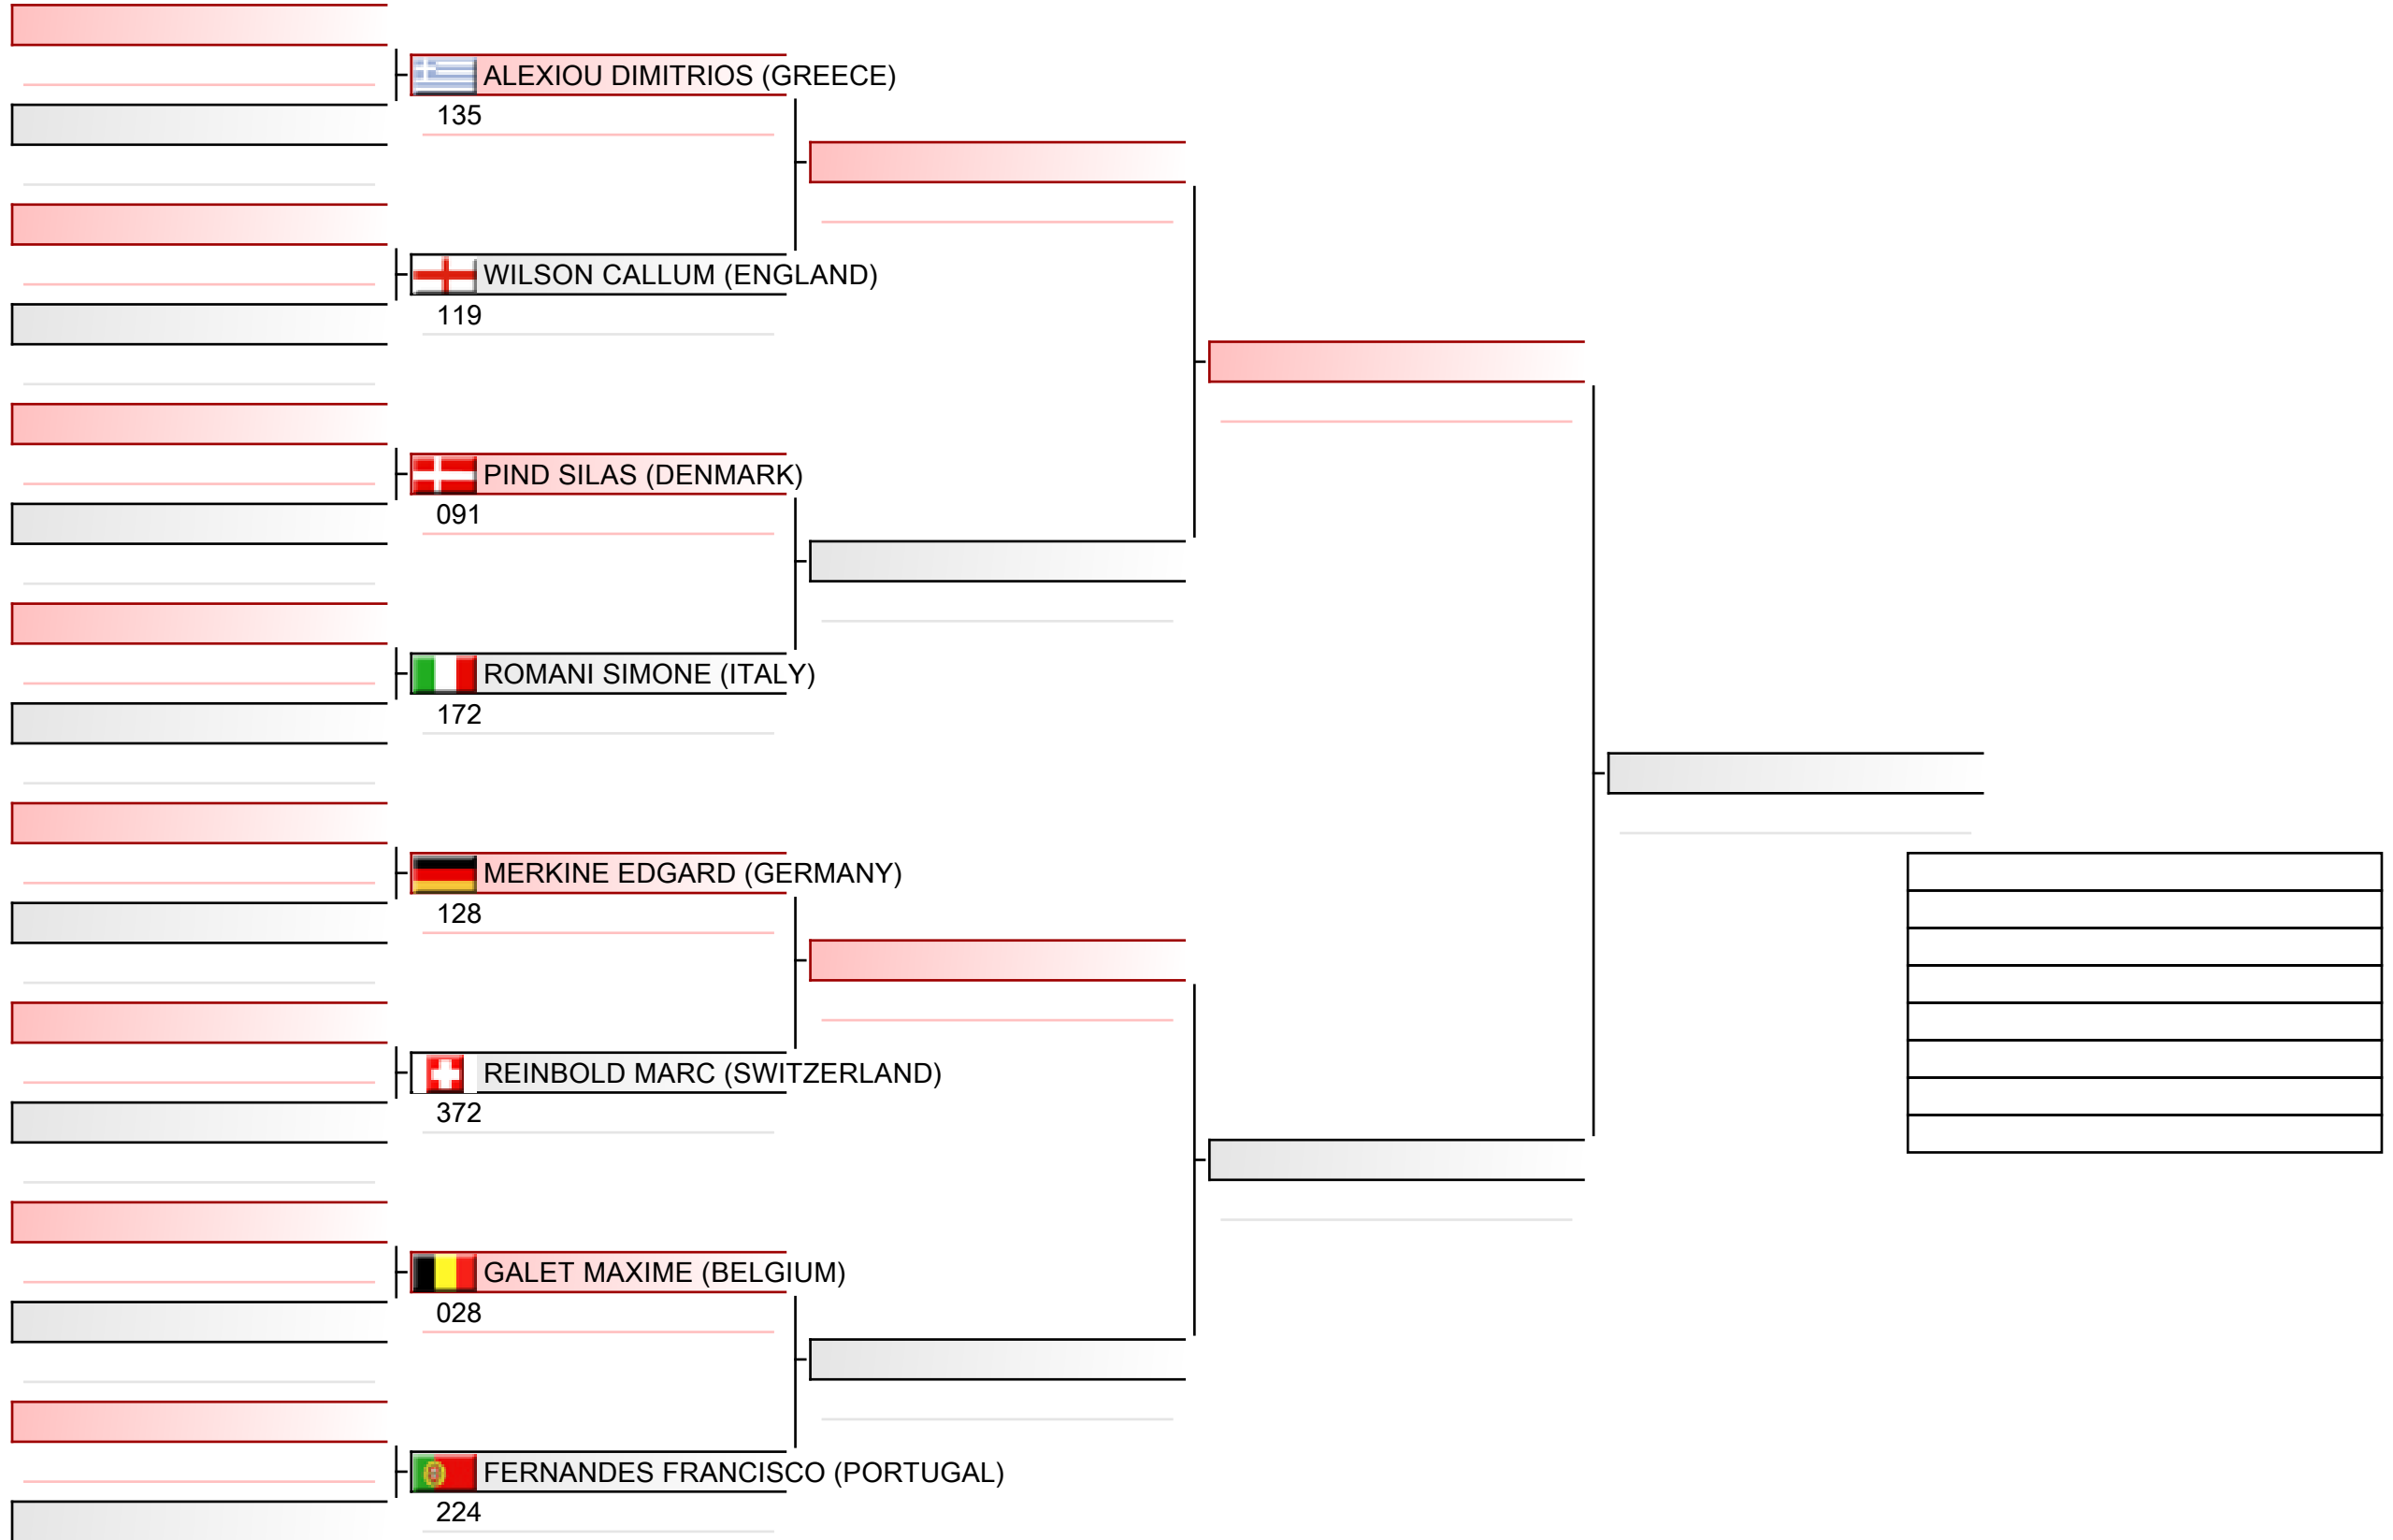 ALEXIOU DIMITRIOS (GREECE)
135
WILSON CALLUM (ENGLAND)
119
PIND SILAS (DENMARK)
091
ROMANI SIMONE (ITALY)
172
MERKINE EDGARD (GERMANY)
128
REINBOLD MARC (SWITZERLAND)
372
GALET MAXIME (BELGIUM)
028
FERNANDES FRANCISCO (PORTUGAL)
224